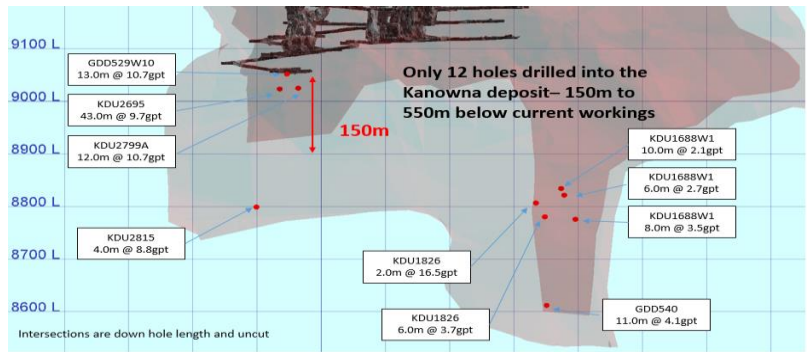 9100 L
GDD529W10
13.0m @ 10.7gpt
Only 12 holes drilled into the
Kanowna deposit– 150m to
550m below current workings
9000 L
KDU2695
43.0m @ 9.7gpt
150m
KDU1688W1
10.0m @ 2.1gpt
KDU2799A
12.0m @ 10.7gpt
8900 L
KDU1688W1
6.0m @ 2.7gpt
8800 L
KDU1688W1
8.0m @ 3.5gpt
KDU2815
4.0m @ 8.8gpt
KDU1826
2.0m @ 16.5gpt
8700 L
8600 L
KDU1826
6.0m @ 3.7gpt
GDD540
11.0m @ 4.1gpt
Intersections are down hole length and uncut